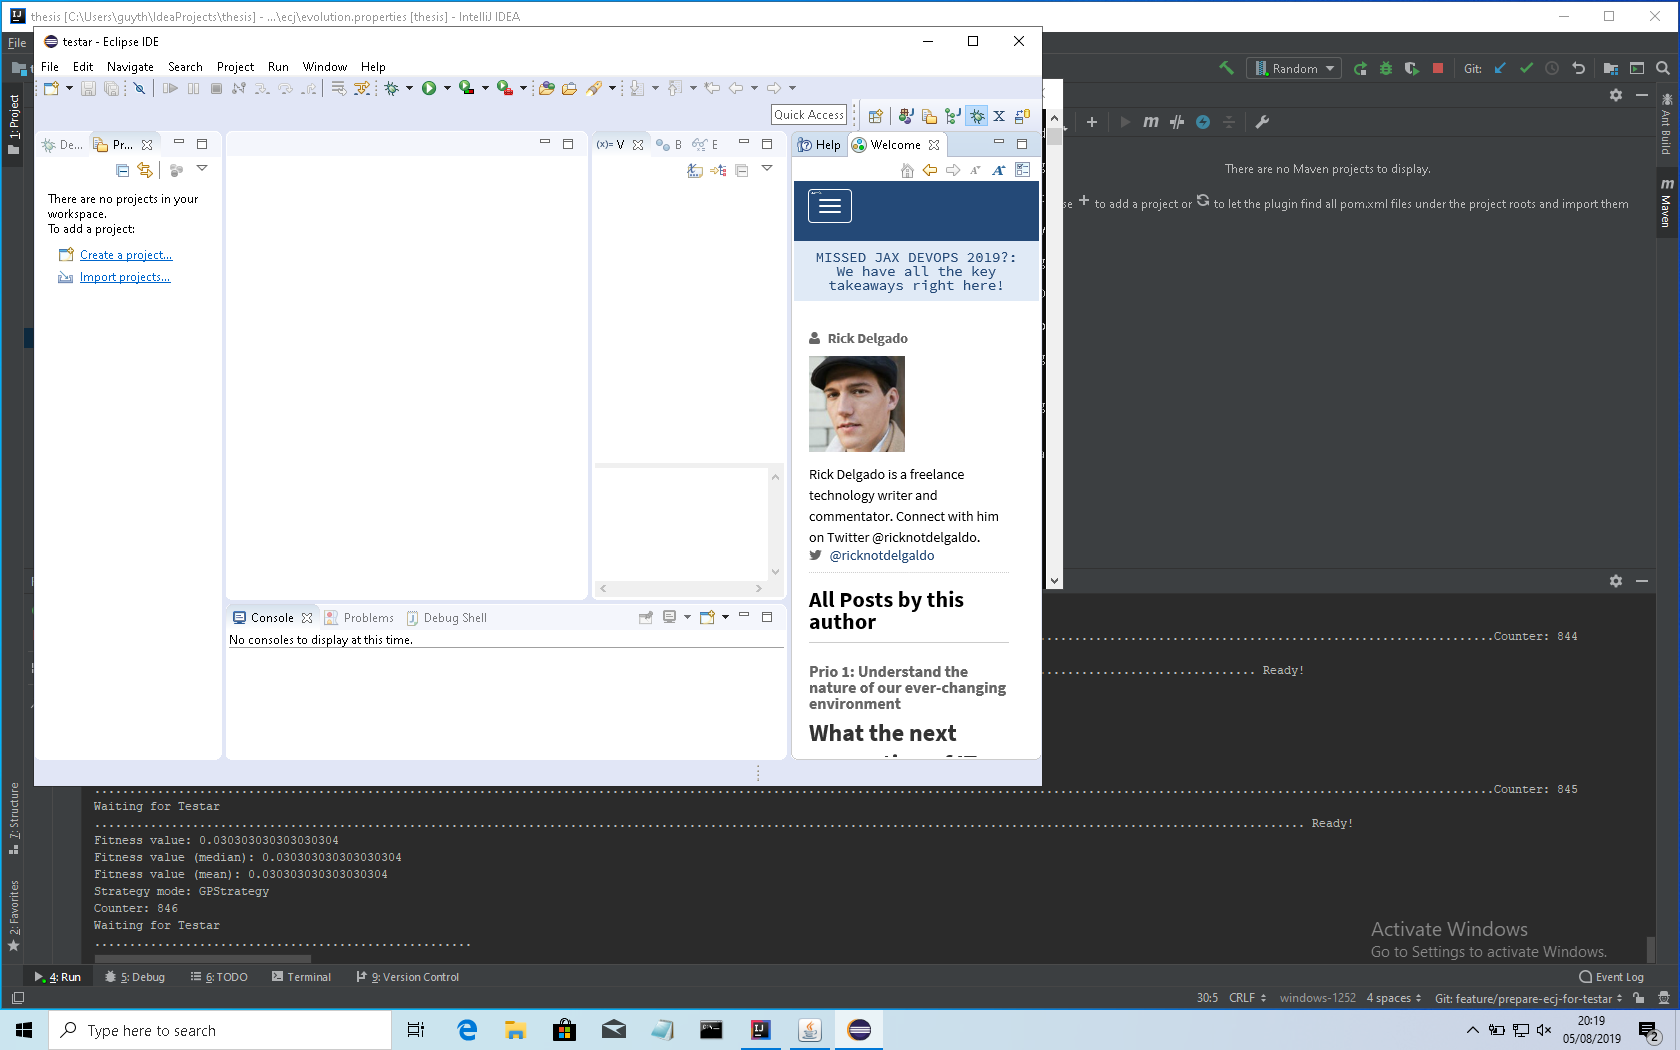 thesis [C:\Users\guyth\IdeaProjects\thesis] - ...\ecj\evolution.properties [thesis] - IntelliJ IDEA
File
testar - Eclipse IDE
File Edit Navigate Search Project Run Window Help
Random
Git:
Quick Access
1: Project
De...
Pr...
(x)= V
B
E
Help
Welcome
There are no projects in your
workspace.
To add a project:
Create a project...
Import projects...
MISSED JAX DEVOPS 2019?:
We have all the key
takeaways right here!
Rick Delgado
Rick Delgado is a freelance
technology writer and
commentator. Connect with him
on Twitter @ricknotdelgaldo.
@ricknotdelgaldo
All Posts by this
author
Prio 1: Understand the
nature of our ever-changing
environment
What the next
Console
Problems
Debug Shell
No consoles to display at this time.
There are no Maven projects to display.
se + to add a project or to let the plugin find all pom.xml files under the project roots and import them
Ant Build
m Maven
Counter: 844
Ready!
Counter: 845
Waiting for Testar
Ready!
Fitness value: 0.030303030303030304
Fitness value (median): 0.030303030303030304
Fitness value (mean): 0.030303030303030304
Strategy mode: GPStrategy
Counter: 846
Waiting for Testar
7: Structure
2: Favorites
Activate Windows
Go to Settings to activate Windows.
4: Run
5: Debug
6: TODO
Terminal
9: Version Control
Event Log
30:5 CRLF windows-1252 4 spaces Git: feature/prepare-ecj-for-testar
Type here to search
20:19
05/08/2019
2